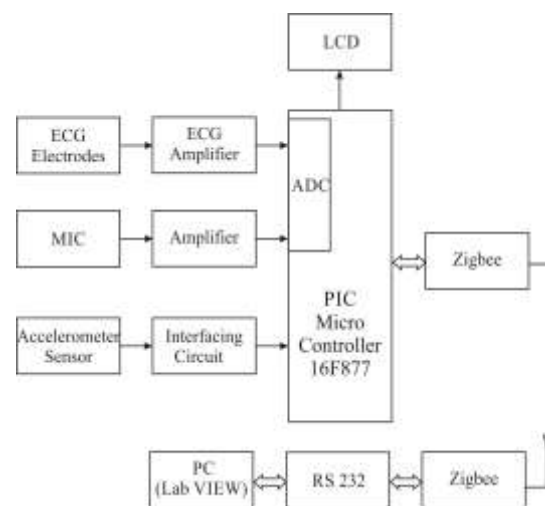 LCD
ECG
Electrodes
ECG
Amplifier
ADC
MIC
Amplifier
Zigbee
PIC
Micro
Controller
16F877
Accelerometer
Sensor
Interfacing
Circuit
PC
(Lab VIEW)
RS 232
Zigbee